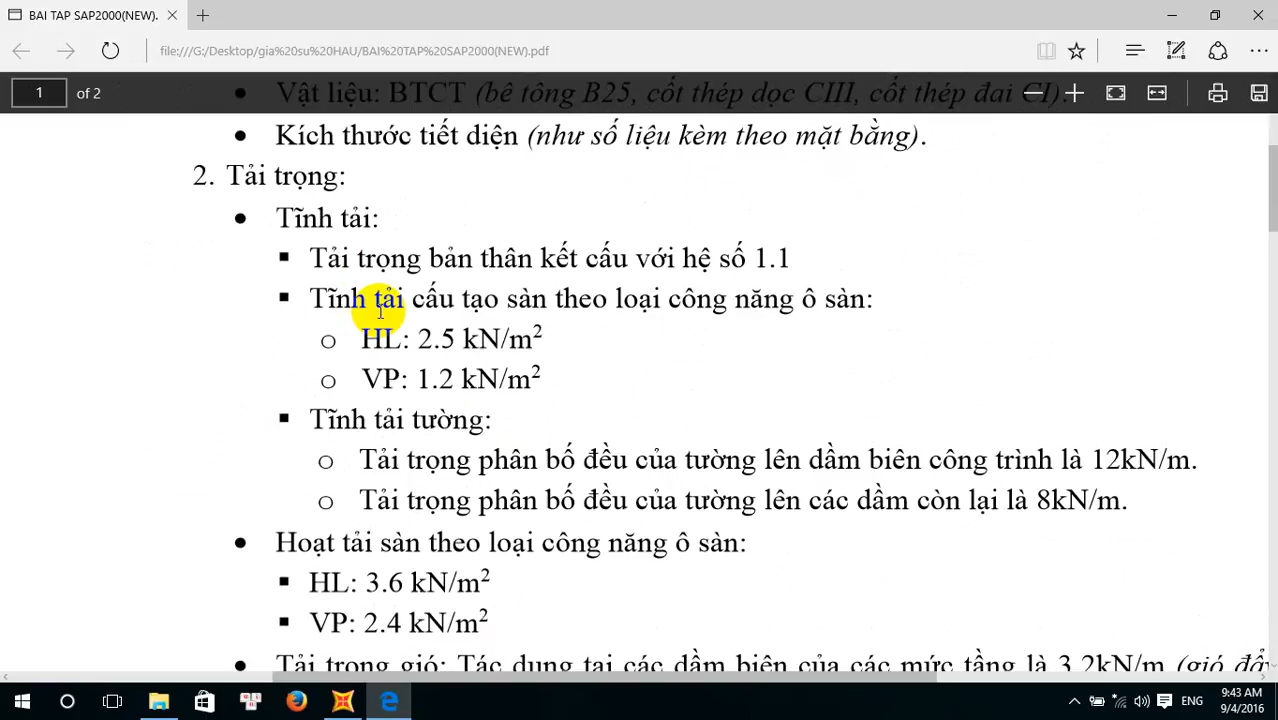 BAI TAP SAP2000(NEW).
file:///G:/Desktop/gia%20su%20HAU/BAI%20TAP%20SAP2000(NEW).pdf
1 of 2
• Vật liệu: BTCT (bê tông B25, cốt thép dọc CIII, cốt thép đai CI).
• Kích thước tiết diện (như số liệu kèm theo mặt bằng).
2. Tải trọng:
• Tĩnh tải:
▪ Tải trọng bản thân kết cấu với hệ số 1.1
▪ Tĩnh tải cấu tạo sàn theo loại công năng ô sàn:
o HL: 2.5 kN/m²
o VP: 1.2 kN/m²
▪ Tĩnh tải tường:
o Tải trọng phân bố đều của tường lên dầm biên công trình là 12kN/m.
o Tải trọng phân bố đều của tường lên các dầm còn lại là 8kN/m.
• Hoạt tải sàn theo loại công năng ô sàn:
▪ HL: 3.6 kN/m²
▪ VP: 2.4 kN/m²
• Tải trọng gió: Tác dụng tại các dầm biên của các mức tầng là 3.2kN/m (gió đẩ
ENG
9:43 AM
9/4/2016